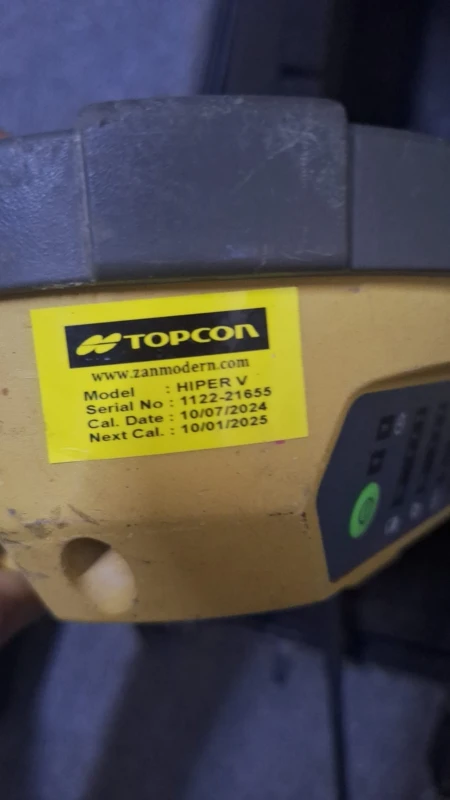 TOPCON
www.zanmodern.com
Model : HIPER V
Serial No : 1122-21655
Cal. Date : 10/07/2024
Next Cal. : 10/01/2025